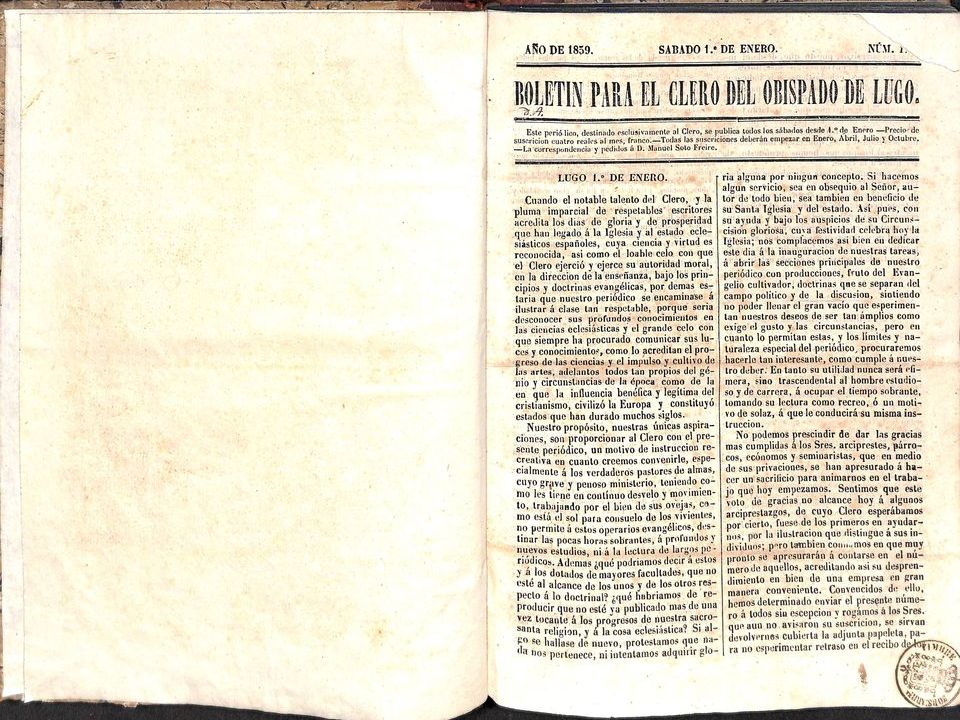 AÑO DE 1859. SABADO 1.º DE ENERO. NÚM. 1.
BOLETIN PARA EL CLERO DEL OBISPADO DE LUGO.
Este perió lico, destinado esclusivamente al Clero, se publica todos los sábados desde 1.º de Enero —Precio de
suscricion cuatro reales al mes, franco.—Todas las suscriciones deberán empezar en Enero, Abril, Julio y Octubre.
—La correspondencia y pedidos á D. Manuel Soto Freire.
LUGO 1.º DE ENERO.
Cuando el notable talento del Clero, y la
pluma imparcial de respetables escritores
acredita los dias de gloria y de prosperidad
que han legado á la Iglesia y al estado ecle-
siásticos españoles, cuya ciencia y virtud es
reconocida, asi como el loable celo con que
el Clero ejerció y ejerce su autoridad moral,
en la direccion de la enseñanza, bajo los prin-
cipios y doctrinas evangélicas, por demas es-
taria que nuestro periódico se encaminase á
ilustrar á clase tan respetable, porque seria
desconocer sus profundos conocimientos en
las ciencias eclesiásticas y el grande celo con
que siempre ha procurado comunicar sus lu-
ces y conocimientos, como lo acreditan el pro-
greso de las ciencias y el impulso y cultivo de
las artes, adelantos todos tan propios del gé-
nio y circunstancias de la época como de la
en que la influencia benéfica y legítima del
cristianismo, civilizó la Europa y constituyó
estados que han durado muchos siglos.
Nuestro propósito, nuestras únicas aspira-
ciones, son proporcionar al Clero con el pre-
sente periódico, un motivo de instruccion re-
creativa en cuanto creemos convenirle, espe-
cialmente á los verdaderos pastores de almas,
cuyo grave y penoso ministerio, teniendo co-
mo les tiene en contínuo desvelo y movimien-
to, trabajando por el bien de sus ovejas, co-
mo está el sol para consuelo de los vivientes,
no permite á estos operarios evangélicos, des-
tinar las pocas horas sobrantes, á profundos y
nuevos estudios, ni á la lectura de largos pe-
riódicos. Ademas ¿qué podriamos decir á estos
y á los dotados de mayores facultades, que no
esté al alcance de los unos y de los otros res-
pecto á lo doctrinal? ¿qué habriamos de re-
producir que no esté ya publicado mas de una
vez tocante á los progresos de nuestra sacro-
santa religion, y á la cosa eclesiástica? Si al-
go se hallase de nuevo, protestamos que na-
da nos pertenece, ni intentamos adquirir glo-
ria alguna por ningun concepto. Si hacemos
algun servicio, sea en obsequio al Señor, au-
tor de todo bien, sea tambien en beneficio de
su Santa Iglesia y del estado. Así pues, con
su ayuda y bajo los auspicios de su Circuns-
cision gloriosa, cuya festividad celebra hoy la
Iglesia; nos complacemos asi bien en dedicar
este dia á la inauguracion de nuestras tareas,
á abrir las secciones principales de nuestro
periódico con producciones, fruto del Evan-
gelio cultivador, doctrinas que se separan del
campo político y de la discusion, sintiendo
no poder llenar el gran vacío que esperimen-
tan nuestros deseos de ser tan ámplios como
exige el gusto y las circunstancias, pero en
cuanto lo permitan estas, y los límites y na-
turaleza especial del periódico, procuraremos
hacerle tan interesante, como cumple á nues-
tro deber. En tanto su utilidad nunca será efi-
mera, sino trascendental al hombre estudio-
so y de carrera, á ocupar el tiempo sobrante,
tomando su lectura como recreo, ó un moti-
vo de solaz, á que le conducirá su misma ins-
truccion.
No podemos prescindir de dar las gracias
mas cumplidas á los Sres. arciprestes, párro-
cos, ecónomos y seminaristas, que en medio
de sus privaciones, se han apresurado á ha-
cer un sacrificio para animarnos en el traba-
jo que hoy empezamos. Sentimos que este
voto de gracias no alcance hoy á algunos
arciprestazgos, de cuyo Clero esperábamos
por cierto, fuese de los primeros en ayudar-
nos, por la ilustracion que distingue á sus in-
dividuos; pero tambien en que muy
pronto se apresurarán á contarse en el nú-
mero de aquellos, acreditando asi su despren-
dimiento en bien de una empresa en gran
manera conveniente. Convencidos de ello,
hemos determinado enviar el presente núme-
ro á todos sin escepcion y rogamos á los Sres.
que aun no avisaron su suscricion, se sirvan
devolvernos cubierta la adjunta papeleta, pa-
ra no esperimentar retraso en el recibo de los
TIMBRE